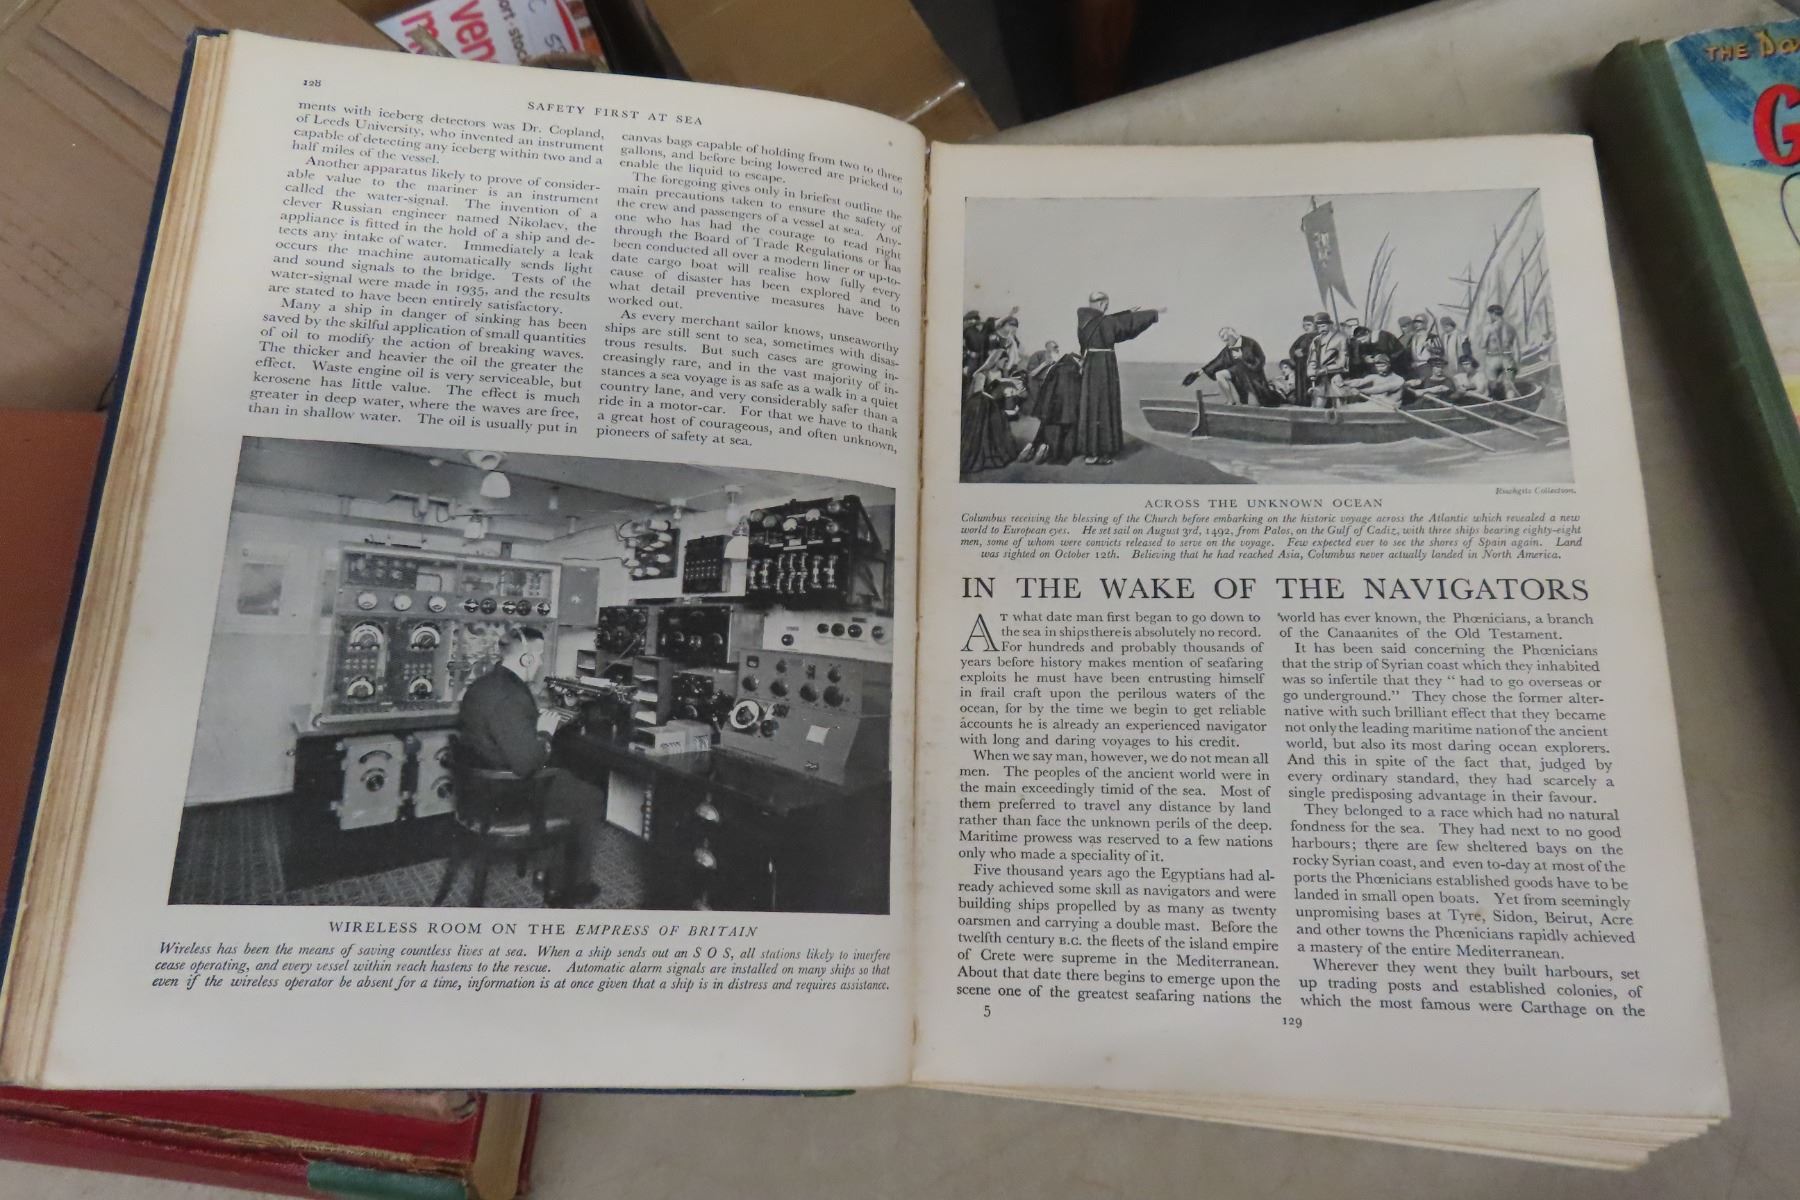 128
SAFETY FIRST AT SEA
ments with iceberg detectors was Dr. Copland,
of Leeds University, who invented an instrument
capable of detecting any iceberg within two and a
half miles of the vessel.
Another apparatus likely to prove of consider-
able value to the mariner is an instrument
called the water-signal. The invention of a
clever Russian engineer named Nikolaev, the
appliance is fitted in the hold of a ship and de-
tects any intake of water. Immediately a leak
occurs the machine automatically sends light
and sound signals to the bridge. Tests of the
water-signal were made in 1935, and the results
are stated to have been entirely satisfactory.
Many a ship in danger of sinking has been
saved by the skilful application of small quantities
of oil to modify the action of breaking waves.
The thicker and heavier the oil the greater the
effect. Waste engine oil is very serviceable, but
kerosene has little value. The effect is much
greater in deep water, where the waves are free,
than in shallow water. The oil is usually put in
canvas bags capable of holding from two to three
gallons, and before being lowered are pricked to
enable the liquid to escape.
The foregoing gives only in briefest outline the
main precautions taken to ensure the safety of
the crew and passengers of a vessel at sea. Any-
one who has had the courage to read right
through the Board of Trade Regulations or has
been conducted all over a modern liner or up-to-
date cargo boat will realise how fully every
cause of disaster has been explored and to
what detail preventive measures have been
worked out.
As every merchant sailor knows, unseaworthy
ships are still sent to sea, sometimes with disas-
trous results. But such cases are growing in-
creasingly rare, and in the vast majority of in-
stances a sea voyage is as safe as a walk in a quiet
country lane, and very considerably safer than a
ride in a motor-car. For that we have to thank
a great host of courageous, and often unknown,
pioneers of safety at sea.
WIRELESS ROOM ON THE EMPRESS OF BRITAIN
Wireless has been the means of saving countless lives at sea. When a ship sends out an S O S, all stations likely to interfere
cease operating, and every vessel within reach hastens to the rescue. Automatic alarm signals are installed on many ships so that
even if the wireless operator be absent for a time, information is at once given that a ship is in distress and requires assistance.
Rischgitz Collection.
ACROSS THE UNKNOWN OCEAN
Columbus receiving the blessing of the Church before embarking on the historic voyage across the Atlantic which revealed a new
world to European eyes. He set sail on August 3rd, 1492, from Palos, on the Gulf of Cadiz, with three ships bearing eighty-eight
men, some of whom were convicts released to serve on the voyage. Few expected ever to see the shores of Spain again. Land
was sighted on October 12th. Believing that he had reached Asia, Columbus never actually landed in North America.
IN THE WAKE OF THE NAVIGATORS
AT what date man first began to go down to
the sea in ships there is absolutely no record.
For hundreds and probably thousands of
years before history makes mention of seafaring
exploits he must have been entrusting himself
in frail craft upon the perilous waters of the
ocean, for by the time we begin to get reliable
accounts he is already an experienced navigator
with long and daring voyages to his credit.
When we say man, however, we do not mean all
men. The peoples of the ancient world were in
the main exceedingly timid of the sea. Most of
them preferred to travel any distance by land
rather than face the unknown perils of the deep.
Maritime prowess was reserved to a few nations
only who made a speciality of it.
Five thousand years ago the Egyptians had al-
ready achieved some skill as navigators and were
building ships propelled by as many as twenty
oarsmen and carrying a double mast. Before the
twelfth century B.C. the fleets of the island empire
of Crete were supreme in the Mediterranean.
About that date there begins to emerge upon the
scene one of the greatest seafaring nations the
5
world has ever known, the Phœnicians, a branch
of the Canaanites of the Old Testament.
It has been said concerning the Phœnicians
that the strip of Syrian coast which they inhabited
was so infertile that they " had to go overseas or
go underground." They chose the former alter-
native with such brilliant effect that they became
not only the leading maritime nation of the ancient
world, but also its most daring ocean explorers.
And this in spite of the fact that, judged by
every ordinary standard, they had scarcely a
single predisposing advantage in their favour.
They belonged to a race which had no natural
fondness for the sea. They had next to no good
harbours; there are few sheltered bays on the
rocky Syrian coast, and even to-day at most of the
ports the Phœnicians established goods have to be
landed in small open boats. Yet from seemingly
unpromising bases at Tyre, Sidon, Beirut, Acre
and other towns the Phœnicians rapidly achieved
a mastery of the entire Mediterranean.
Wherever they went they built harbours, set
up trading posts and established colonies, of
which the most famous were Carthage on the
129
THE
G